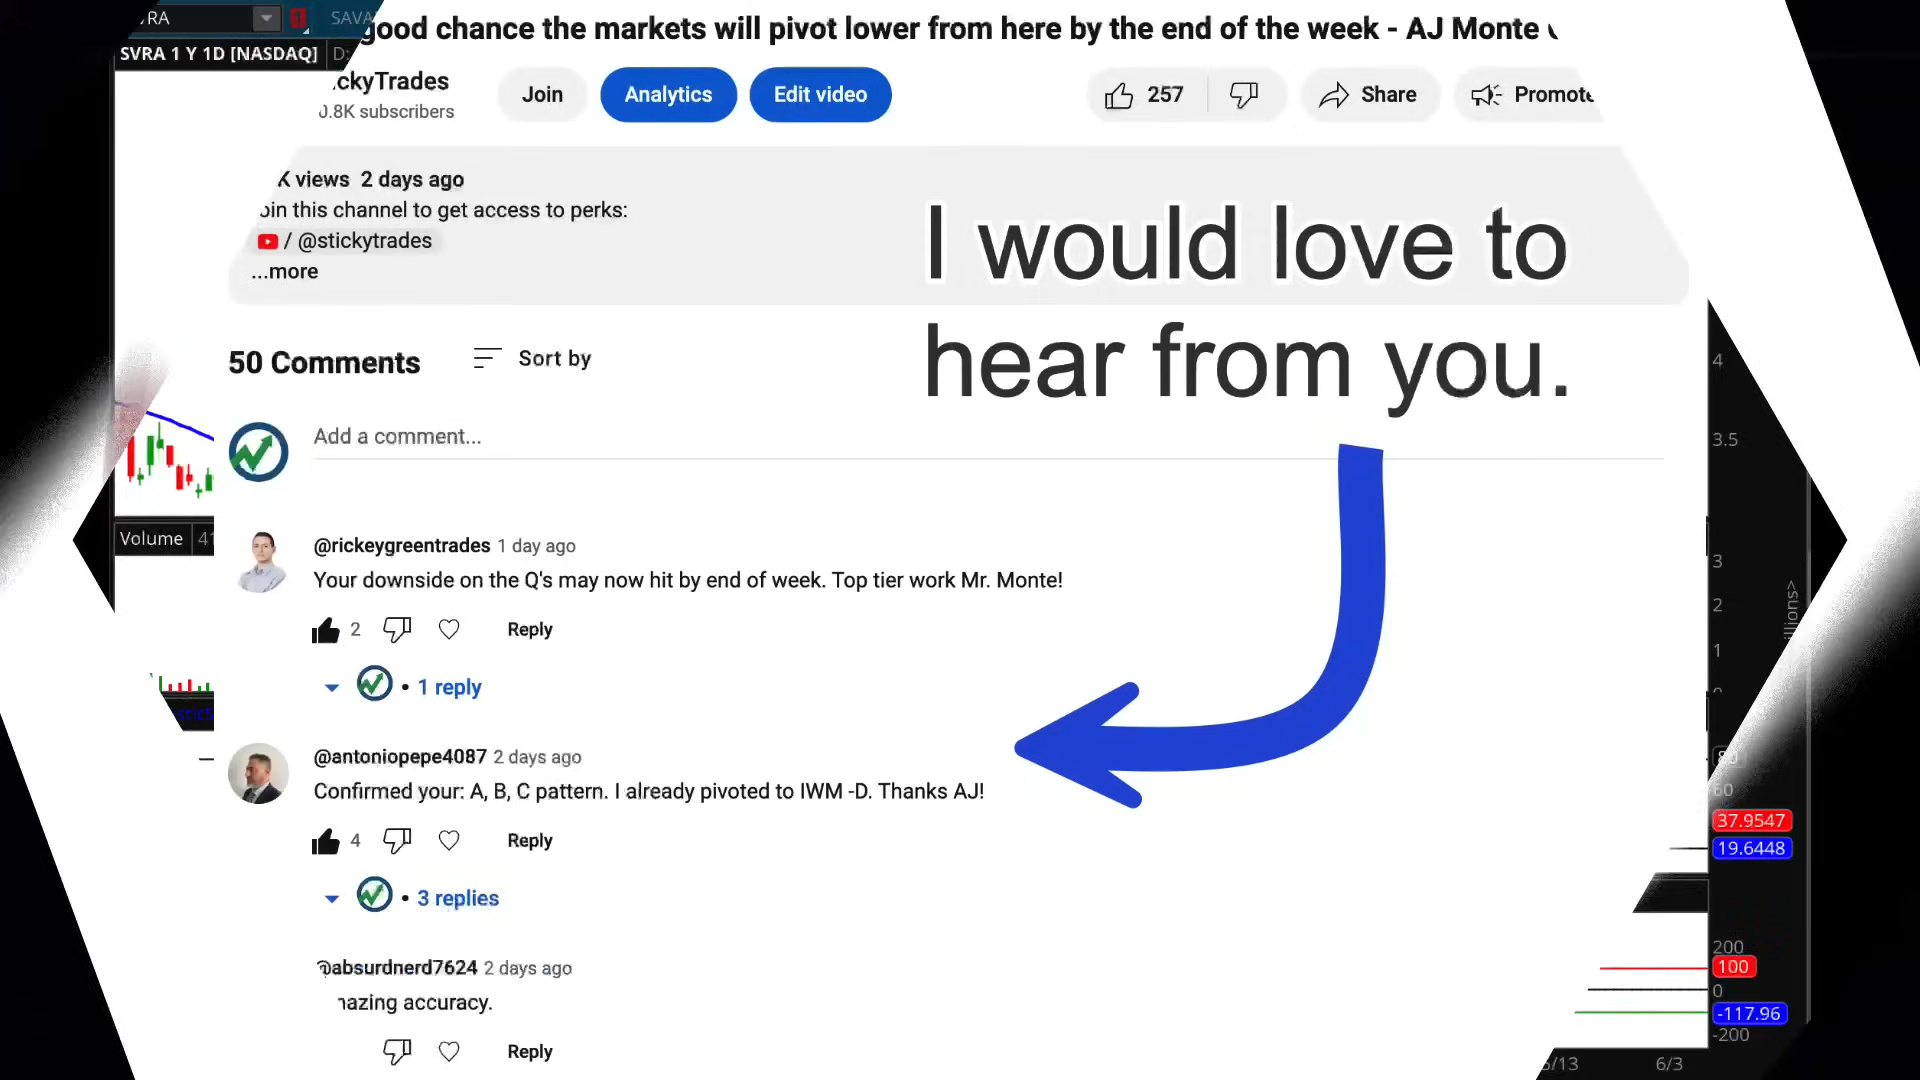 SAVA
SVRA 1 Y 1D [NASDAQ] D:
good chance the markets will pivot lower from here by the end of the week - AJ Monte
ckyTrades
0.8K subscribers
Join
Analytics
Edit video
257
Share
Promote
K views 2 days ago
oin this channel to get access to perks:
/ @stickytrades
...more
I would love to
hear from you.
50 Comments
Sort by
Add a comment...
@rickeygreentrades 1 day ago
Your downside on the Q's may now hit by end of week. Top tier work Mr. Monte!
2
Reply
• 1 reply
@antoniopepe4087 2 days ago
Confirmed your: A, B, C pattern. I already pivoted to IWM -D. Thanks AJ!
4
Reply
• 3 replies
@absurdnerd7624 2 days ago
nazing accuracy.
Reply
Volume 41
4
3.5
3
2
1
60
37.9547
19.6448
200
100
0
-117.96
-200
6/3